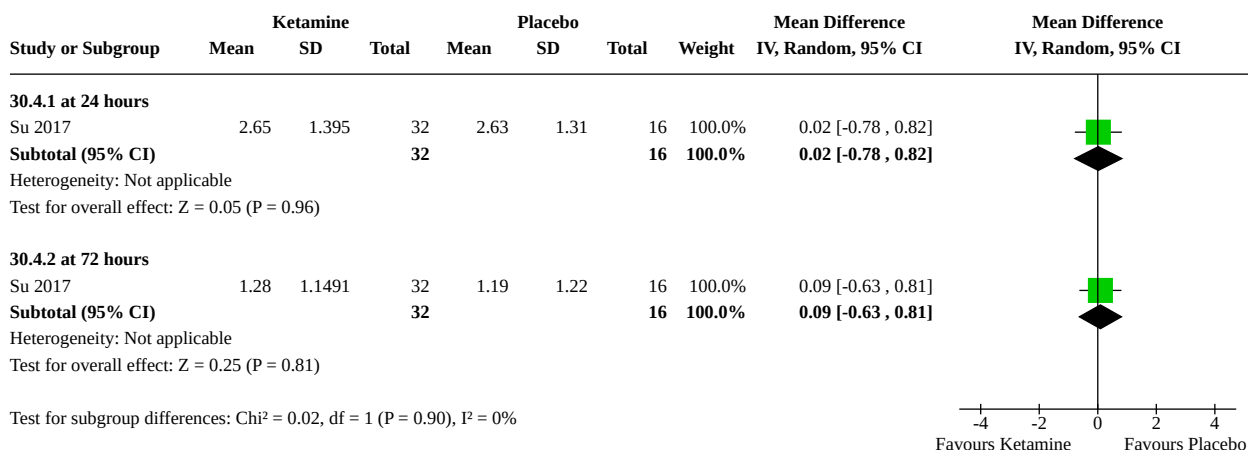 Ketamine Placebo Mean Difference Mean Difference
Study or Subgroup Mean SD Total Mean SD Total Weight IV, Random, 95% CI IV, Random, 95% CI
30.4.1 at 24 hours
Su 2017 2.65 1.395 32 2.63 1.31 16 100.0% 0.02 [-0.78 , 0.82]
Subtotal (95% CI) 32 16 100.0% 0.02 [-0.78 , 0.82]
Heterogeneity: Not applicable
Test for overall effect: Z = 0.05 (P = 0.96)
30.4.2 at 72 hours
Su 2017 1.28 1.1491 32 1.19 1.22 16 100.0% 0.09 [-0.63 , 0.81]
Subtotal (95% CI) 32 16 100.0% 0.09 [-0.63 , 0.81]
Heterogeneity: Not applicable
Test for overall effect: Z = 0.25 (P = 0.81)
Test for subgroup differences: Chi² = 0.02, df = 1 (P = 0.90), I² = 0%
-4 -2 0 2 4
Favours Ketamine Favours Placebo